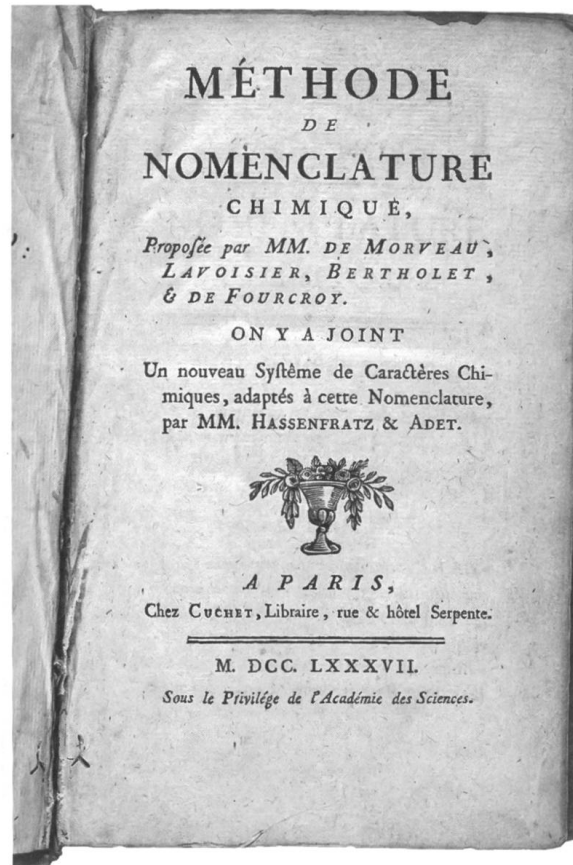 MÉTHODE
DE
NOMENCLATURE
CHIMIQUE,
Propoſée par MM. DE MORVEAU,
LAVOISIER, BERTHOLET,
& DE FOURCROY.
ON Y A JOINT
Un nouveau Syſtême de Caractères Chi-
miques, adaptés à cette Nomenclature,
par MM. HASSENFRATZ & ADET.
A PARIS,
Chez CUCHET, Libraire, rue & hôtel Serpente.
M. DCC. LXXXVII.
Sous le Privilége de l'Académie des Sciences.